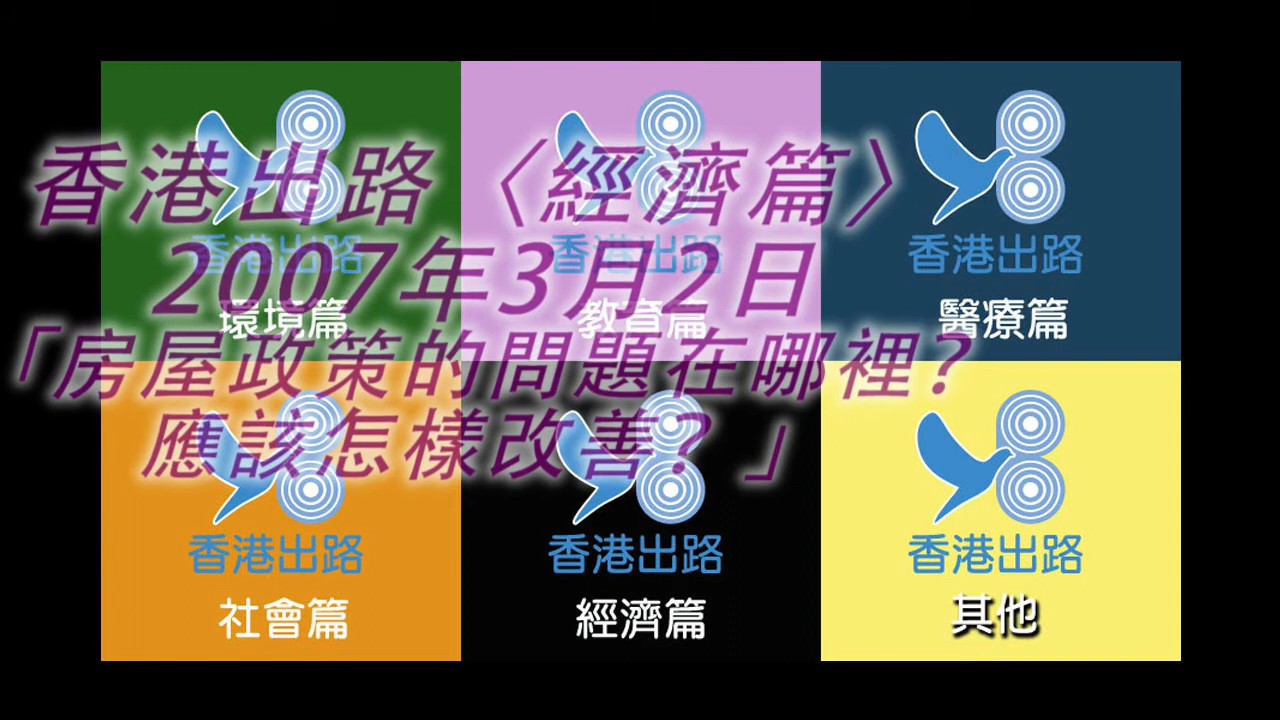 香港出路〈經濟篇〉
2007年3月2日
「房屋政策的問題在哪裡？
應該怎樣改善？」
香港出路
環境篇
香港出路
教育篇
香港出路
醫療篇
香港出路
社會篇
香港出路
經濟篇
香港出路
其他